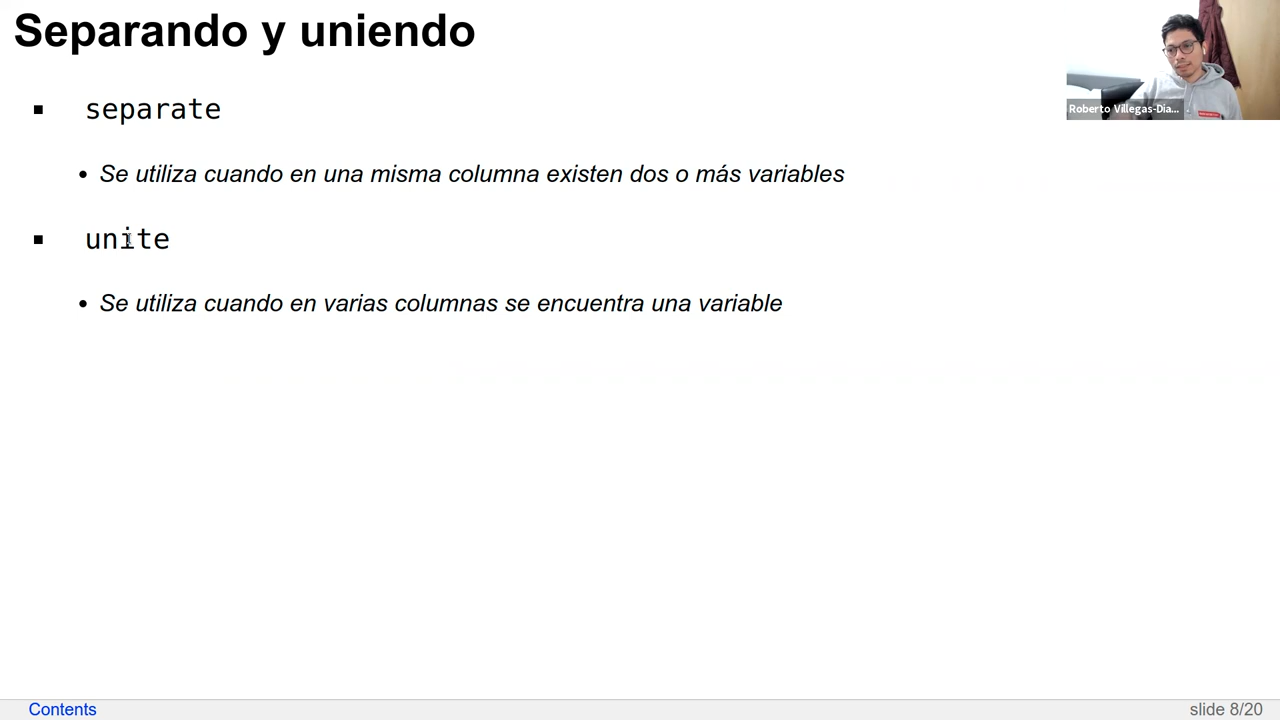 Separando y uniendo
separate
Se utiliza cuando en una misma columna existen dos o más variables
unite
Se utiliza cuando en varias columnas se encuentra una variable
Roberto Villegas-Dia...
Contents
slide 8/20